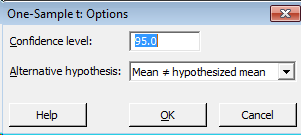 One-Sample t: Options
Confidence level: 95.0
Alternative hypothesis: Mean ≠ hypothesized mean
Help OK Cancel